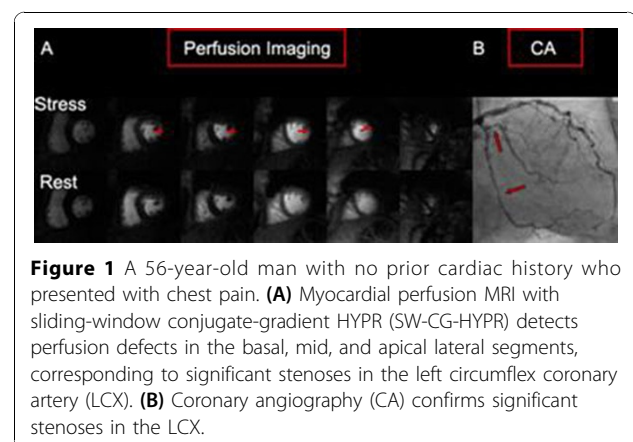 A
Perfusion Imaging
B
CA
Stress
Rest
Figure 1 A 56-year-old man with no prior cardiac history who
presented with chest pain. (A) Myocardial perfusion MRI with
sliding-window conjugate-gradient HYPR (SW-CG-HYPR) detects
perfusion defects in the basal, mid, and apical lateral segments,
corresponding to significant stenoses in the left circumflex coronary
artery (LCX). (B) Coronary angiography (CA) confirms significant
stenoses in the LCX.